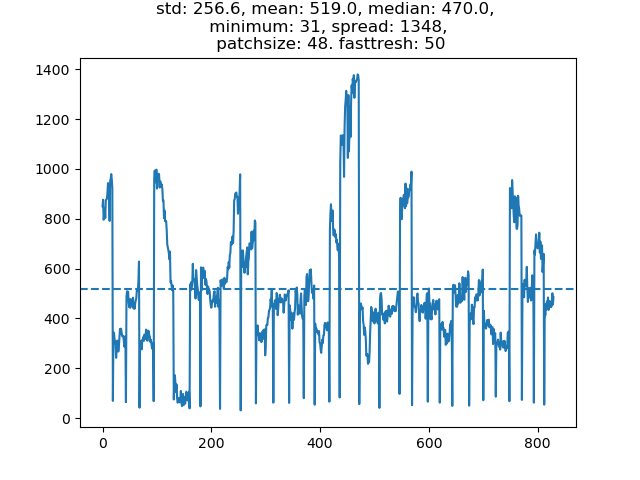 std: 256.6, mean: 519.0, median: 470.0,
minimum: 31, spread: 1348,
patchsize: 48. fasttresh: 50
1400
1200
1000
800
600
400
200
0
0 200 400 600 800